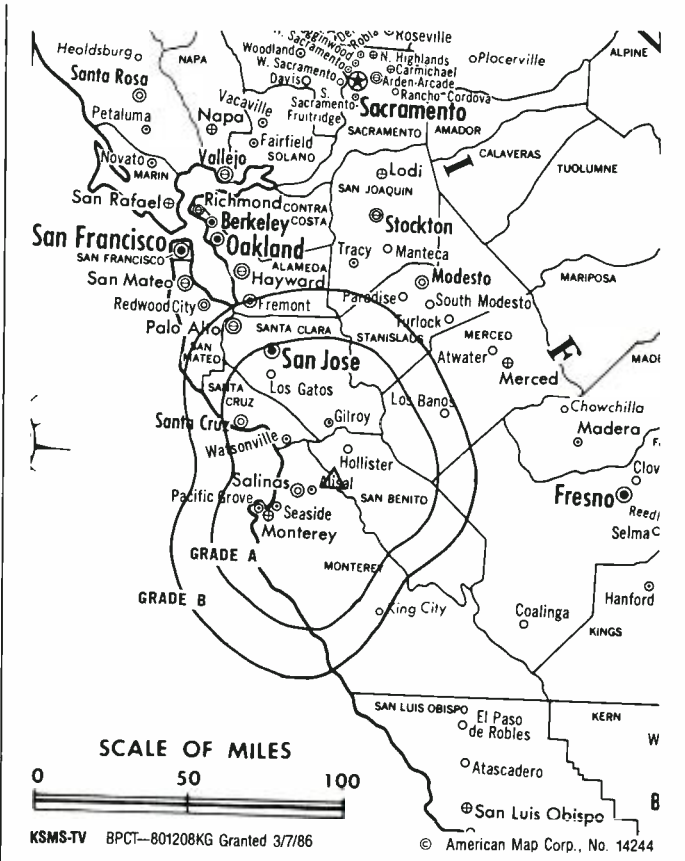 Roseville
Healdsburg
NAPA
Woodland
W. Sacramento
N. Highlands
Placerville
ALPINE
Santa Rosa
W. Sacramento
Carmichael
Davis
Arden-Arcade
Rancho-Cordova
Petaluma
Napa
Vacaville
S.
Sacramento-
Fruitridge
Sacramento
SACRAMENTO
AMADOR
Fairfield
SOLANO
CALAVERAS
Novato
MARIN
Vallejo
Lodi
I
TUOLUMNE
San Rafael
Richmond
CONTRA
COSTA
SAN JOAQUIN
Berkeley
Stockton
San Francisco
SAN FRANCISCO
Oakland
Tracy
Manteca
ALAMEDA
San Mateo
Hayward
Modesto
MARIPOSA
Redwood City
Fremont
Paradise
South Modesto
Palo Alto
SANTA CLARA
STANISLAUS
Turlock
MERCED
F
SAN
MATEO
San Jose
Atwater
MADE
Merced
SANTA
CRUZ
Los Gatos
Los Banos
Chowchilla
Santa Cruz
Gilroy
Madera
Watsonville
Hollister
Clov
Salinas
Alisal
SAN BENITO
Fresno
Pacific Grove
Seaside
Reedl
Monterey
Selma
GRADE A
MONTEREY
GRADE B
King City
Coalinga
Hanford
KINGS
SAN LUIS OBISPO
KERN
El Paso
de Robles
W
SCALE OF MILES
0 50 100
Atascadero
B
San Luis Obispo
KSMS-TV BPCT—801208KG Granted 3/7/86
© American Map Corp., No. 14244